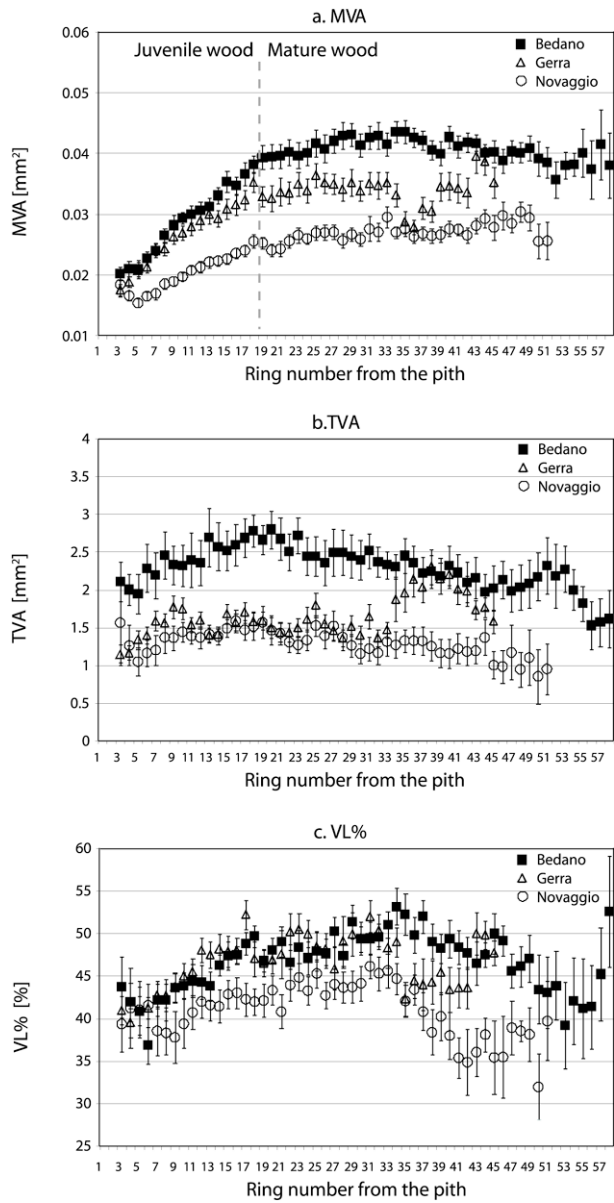 a. MVA
0.06
0.05
0.04
0.03
0.02
0.01
MVA [mm²]
Juvenile wood Mature wood
Bedano
Gerra
Novaggio
1 3 5 7 9 11 13 15 17 19 21 23 25 27 29 31 33 35 37 39 41 43 45 47 49 51 53 55 57
Ring number from the pith
b.TVA
4
3.5
3
2.5
2
1.5
1
0.5
0
TVA [mm²]
Bedano
Gerra
Novaggio
1 3 5 7 9 11 13 15 17 19 21 23 25 27 29 31 33 35 37 39 41 43 45 47 49 51 53 55 57
Ring number from the pith
c. VL%
60
55
50
45
40
35
30
25
VL% [%]
Bedano
Gerra
Novaggio
1 3 5 7 9 11 13 15 17 19 21 23 25 27 29 31 33 35 37 39 41 43 45 47 49 51 53 55 57
Ring number from the pith